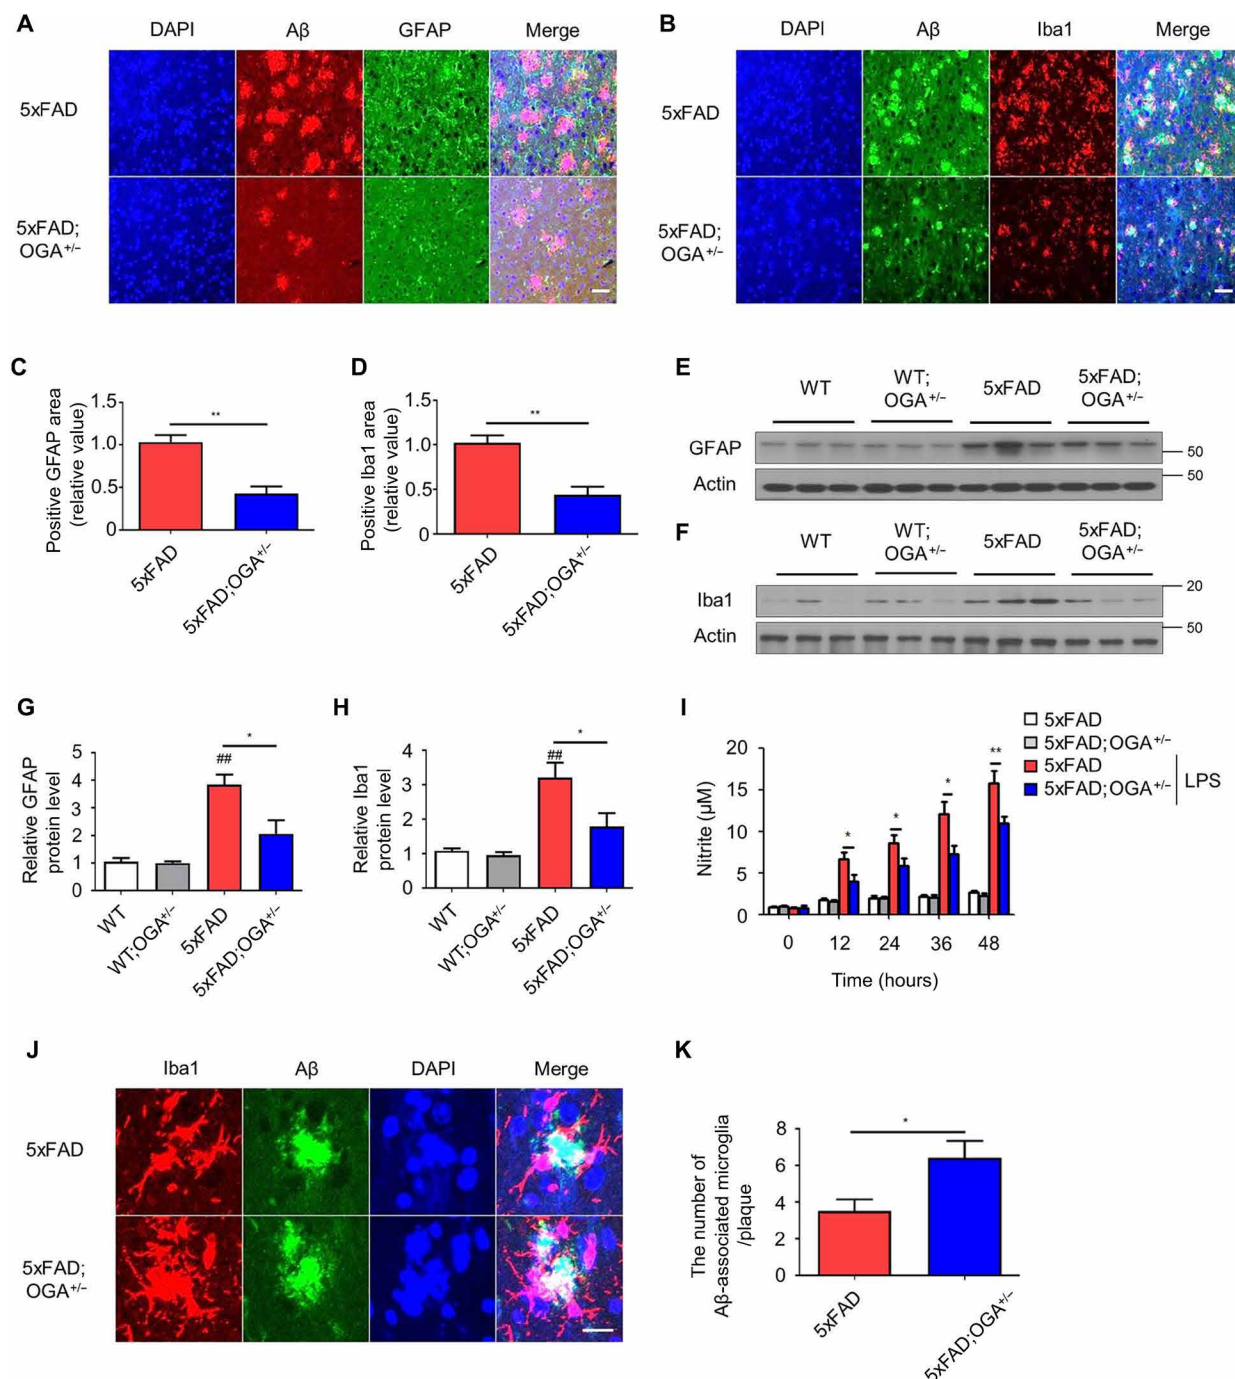 A
DAPI Aβ GFAP Merge
5xFAD
5xFAD;
OGA+/–
B
DAPI Aβ Iba1 Merge
5xFAD
5xFAD;
OGA+/–
C
Positive GFAP area
(relative value)
1.5
1.0
0.5
0
**
5xFAD
5xFAD;OGA+/–
D
Positive Iba1 area
(relative value)
1.5
1.0
0.5
0
**
5xFAD
5xFAD;OGA+/–
E
WT
WT;
OGA+/–
5xFAD
5xFAD;
OGA+/–
GFAP
50
Actin
50
F
WT
WT;
OGA+/–
5xFAD
5xFAD;
OGA+/–
Iba1
20
Actin
50
G
Relative GFAP
protein level
5
4
3
2
1
0
##
*
WT
WT;OGA+/–
5xFAD
5xFAD;OGA+/–
H
Relative Iba1
protein level
4
3
2
1
0
##
*
WT
WT;OGA+/–
5xFAD
5xFAD;OGA+/–
I
5xFAD
5xFAD;OGA+/–
5xFAD
5xFAD;OGA+/–
LPS
Nitrite (µM)
20
15
10
5
0
* * * **
0 12 24 36 48
Time (hours)
J
Iba1 Aβ DAPI Merge
5xFAD
5xFAD;
OGA+/–
K
The number of
Aβ-associated microglia
/plaque
8
6
4
2
0
*
5xFAD
5xFAD;OGA+/–